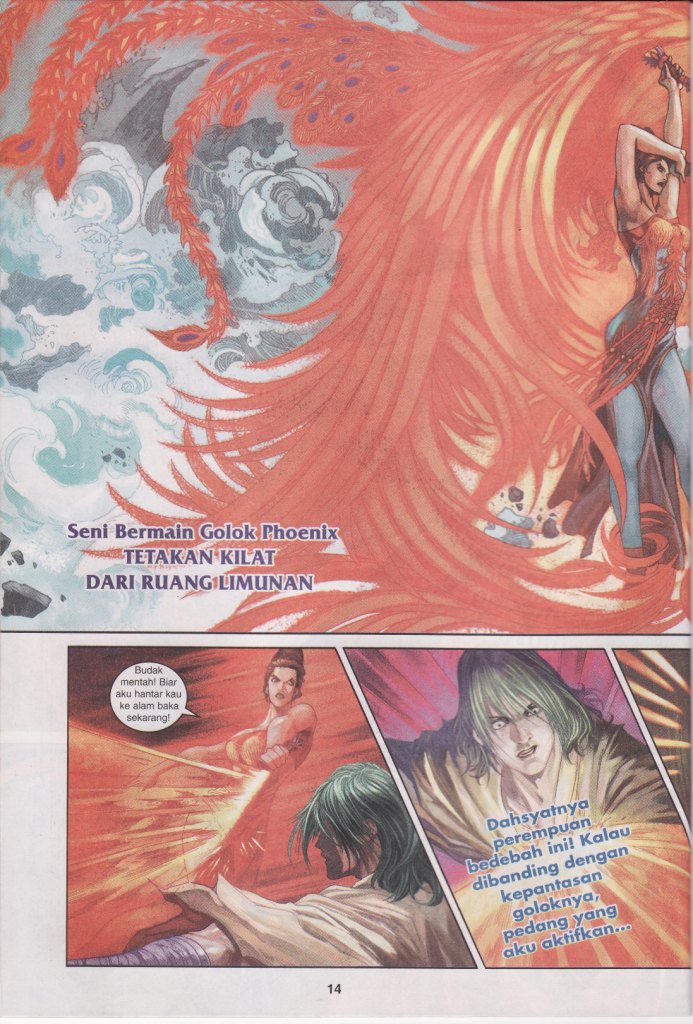 Seni Bermain Golok Phoenix
TETAKAN KILAT
DARI RUANG LIMUNAN
Budak
mentah! Biar
aku hantar kau
ke alam baka
sekarang!
Dahsyatnya
perempuan
bedebah ini! Kalau
dibanding dengan
kepantasan
goloknya,
pedang yang
aku aktifkan...
14